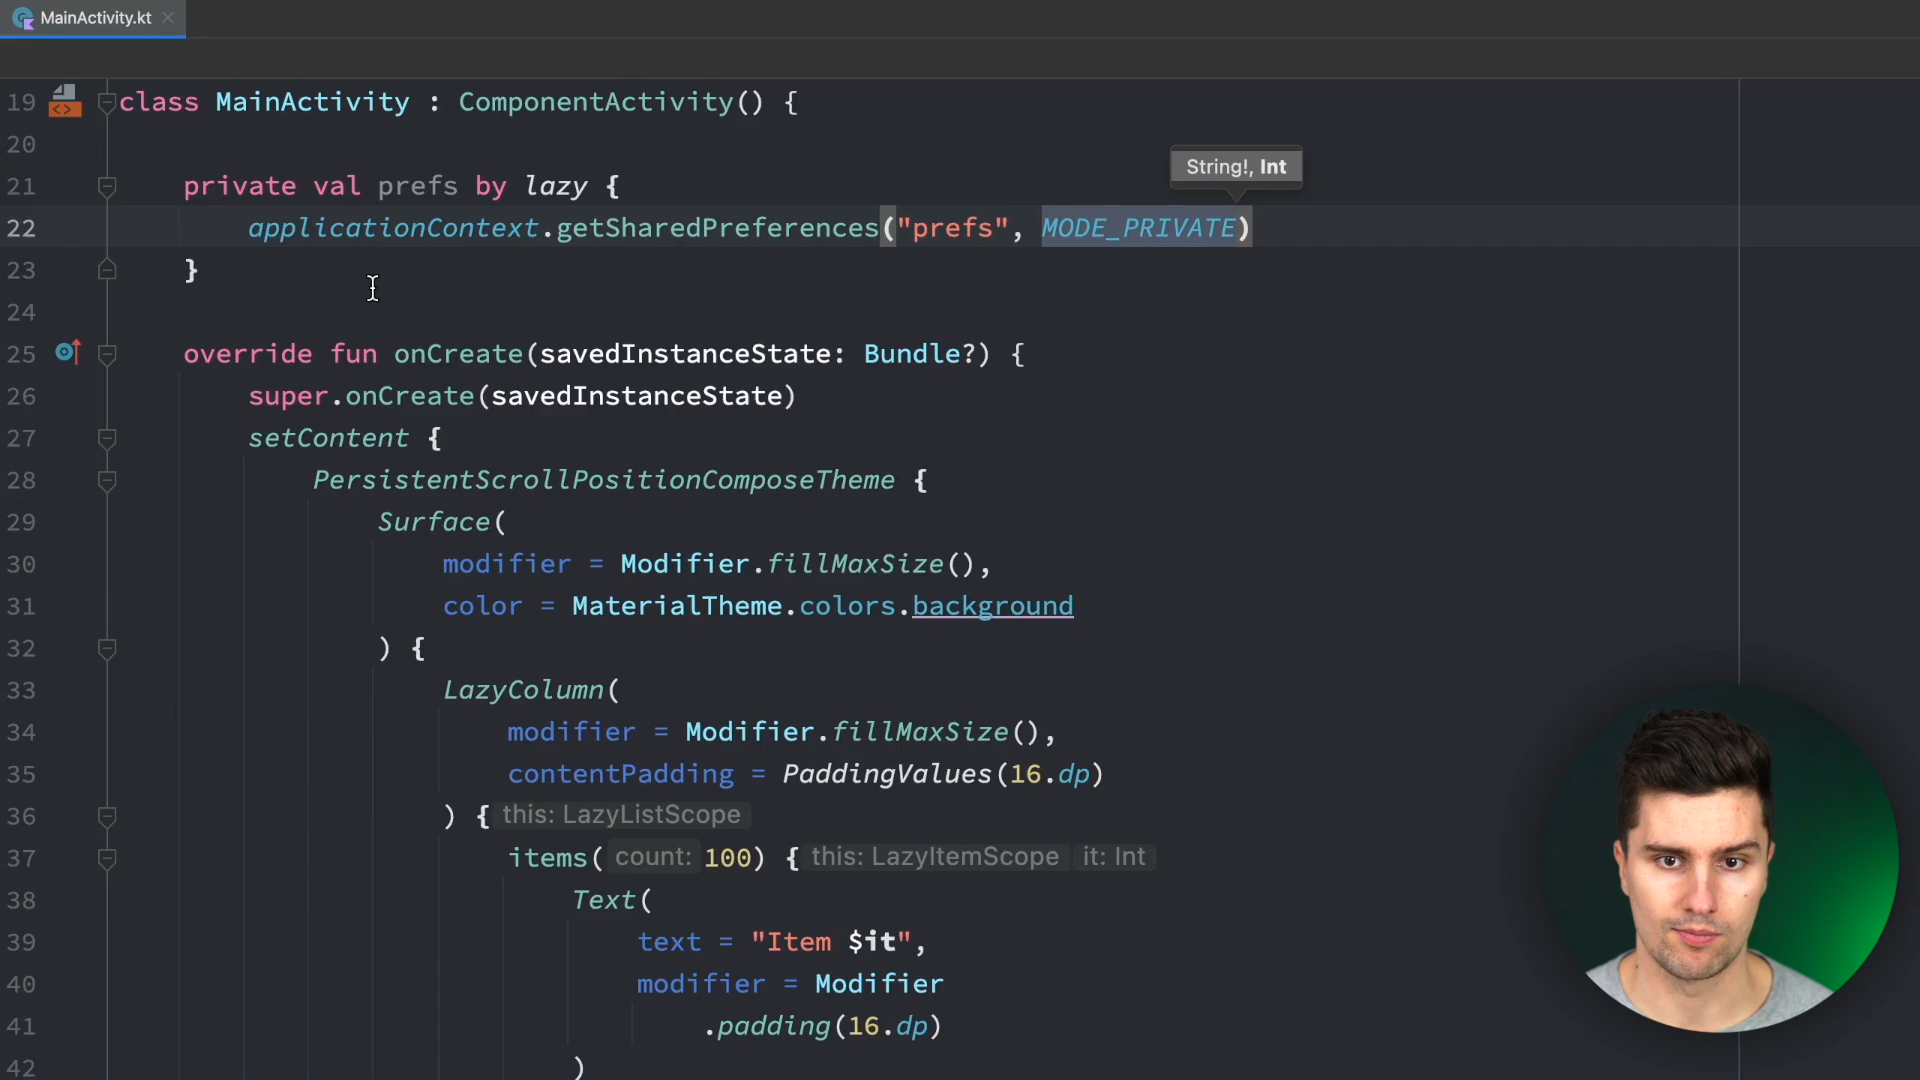 MainActivity.kt
19 class MainActivity : ComponentActivity() {
20
String!, Int
21 private val prefs by lazy {
22 applicationContext.getSharedPreferences("prefs", MODE_PRIVATE)
23 }
24
25 override fun onCreate(savedInstanceState: Bundle?) {
26 super.onCreate(savedInstanceState)
27 setContent {
28 PersistentScrollPositionComposeTheme {
29 Surface(
30 modifier = Modifier.fillMaxSize(),
31 color = MaterialTheme.colors.background
32 ) {
33 LazyColumn(
34 modifier = Modifier.fillMaxSize(),
35 contentPadding = PaddingValues(16.dp)
36 ) { this: LazyListScope
37 items( count: 100) { this: LazyItemScope it: Int
38 Text(
39 text = "Item $it",
40 modifier = Modifier
41 .padding(16.dp)
42 )